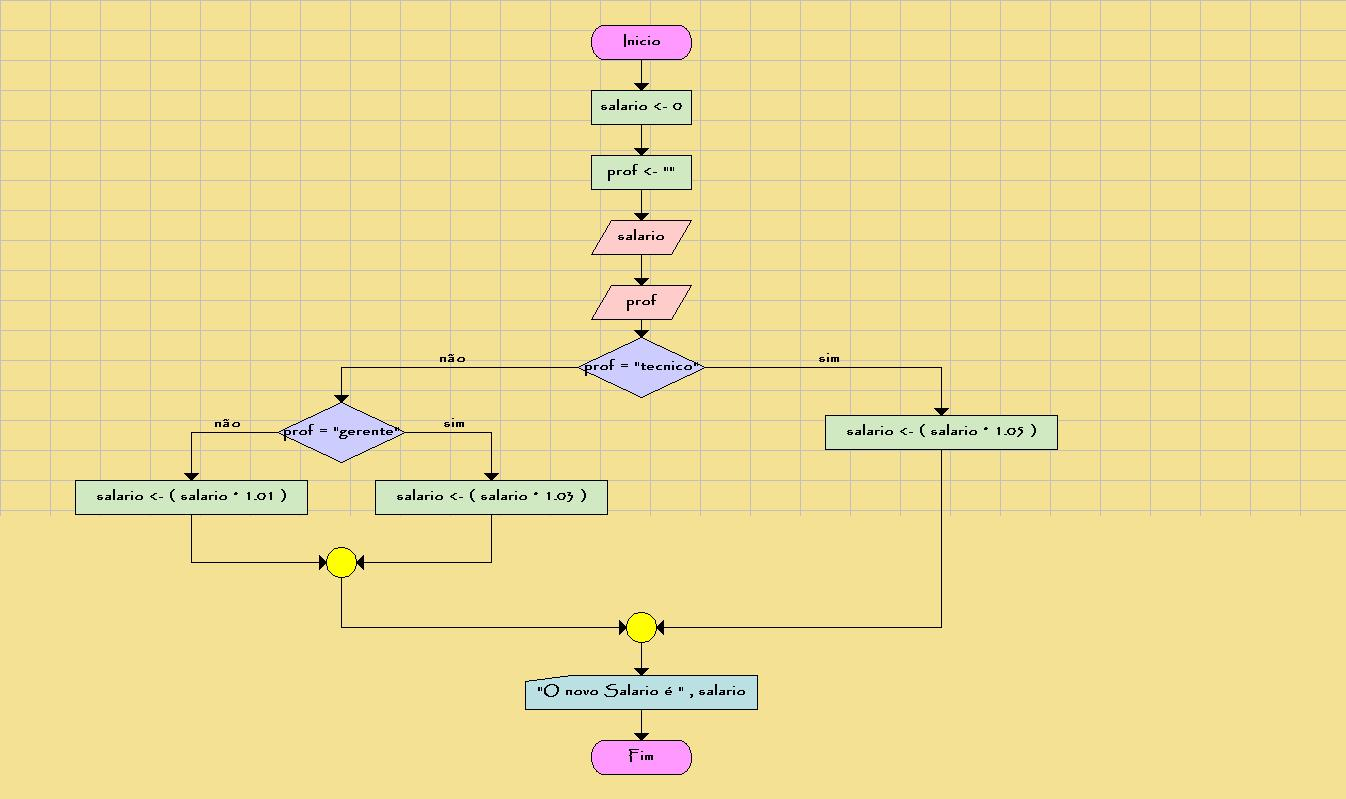 Inicio
salario <- 0
prof <- ""
salario
prof
prof = "tecnico"
não
sim
prof = "gerente"
não
sim
salario <- ( salario * 1.05 )
salario <- ( salario * 1.01 )
salario <- ( salario * 1.03 )
"O novo Salario é " , salario
Fim